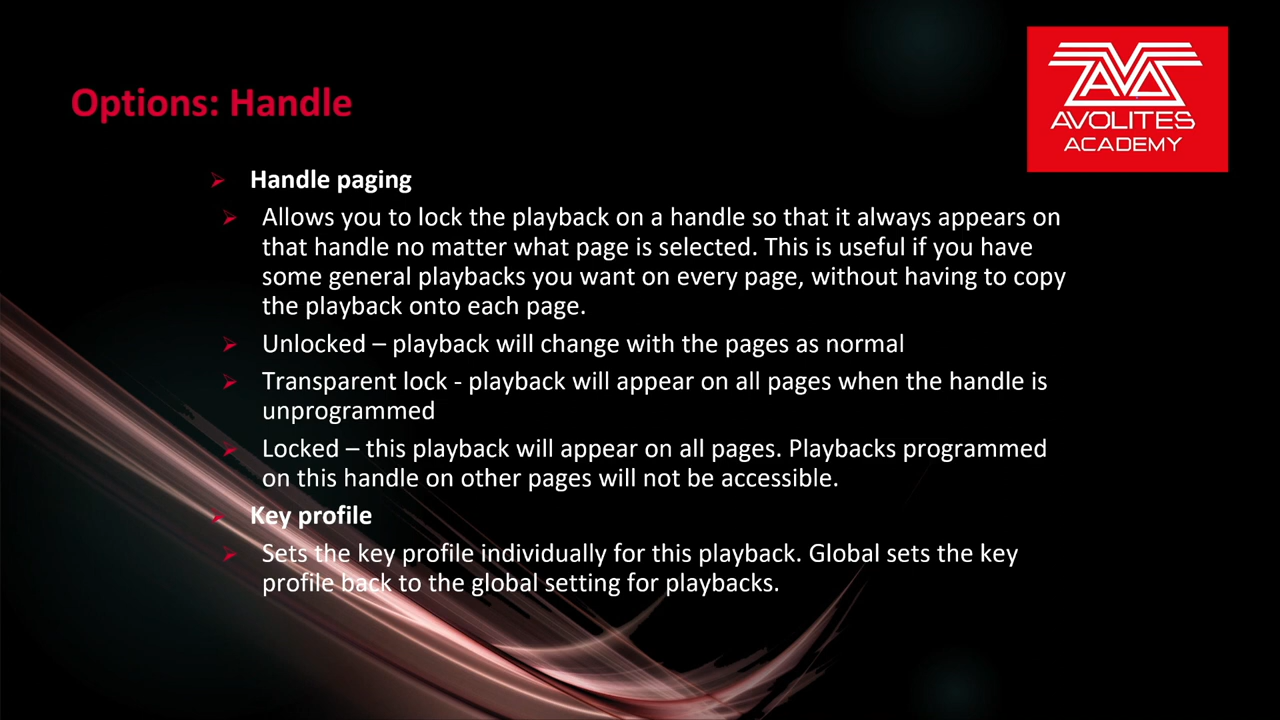 AVOLITES
ACADEMY
Options: Handle
Handle paging
Allows you to lock the playback on a handle so that it always appears on
that handle no matter what page is selected. This is useful if you have
some general playbacks you want on every page, without having to copy
the playback onto each page.
Unlocked – playback will change with the pages as normal
Transparent lock - playback will appear on all pages when the handle is
unprogrammed
Locked – this playback will appear on all pages. Playbacks programmed
on this handle on other pages will not be accessible.
Key profile
Sets the key profile individually for this playback. Global sets the key
profile back to the global setting for playbacks.